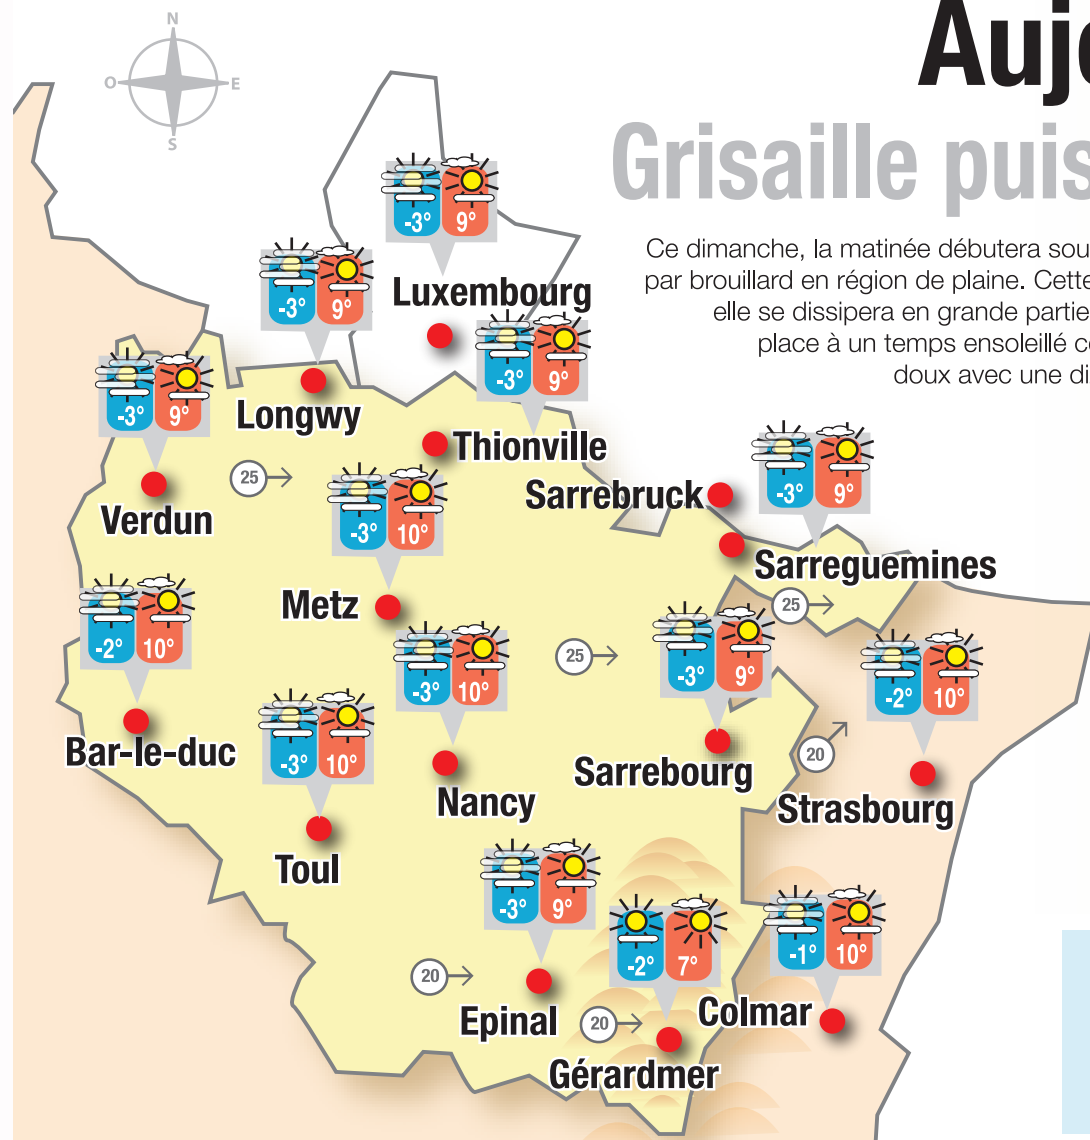 N
O
E
S
Auj
Grisaille puis
Ce dimanche, la matinée débutera sou
par brouillard en région de plaine. Cette
elle se dissipera en grande partie
place à un temps ensoleillé c
doux avec une di
-3° 9°
Luxembourg
-3° 9°
Longwy
-3° 9°
Thionville
-3° 9°
Verdun
25
-3° 10°
Metz
Sarrebruck
-3° 9°
Sarreguemines
25
-2° 10°
Bar-le-duc
-3° 10°
Nancy
25
-3° 9°
Sarrebourg
-2° 10°
Strasbourg
20
-3° 10°
Toul
-3° 9°
Epinal
20
-2° 7°
Gérardmer
20
-1° 10°
Colmar